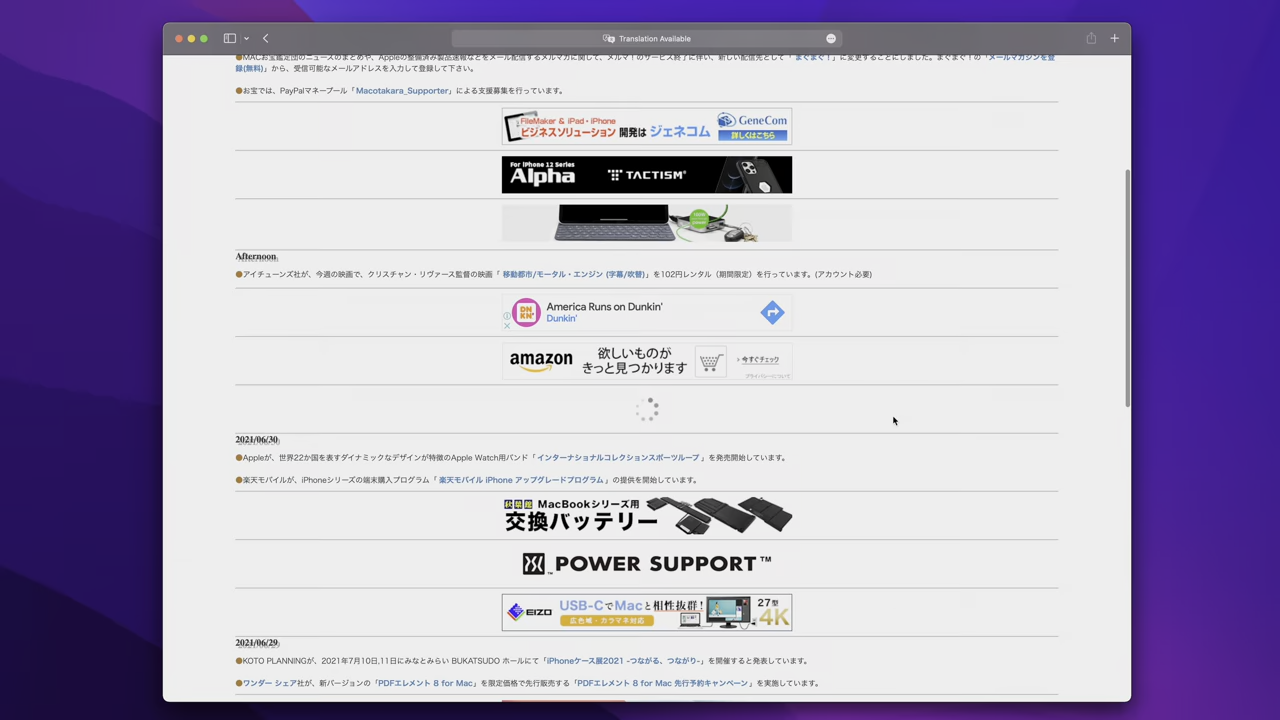 Translation Available
●MACお宝鑑定団のニュースのまとめや、Appleの整備済み製品速報などをメール配信するメルマガに関して、メルマ！のサービス終了に伴い、新しい配信先として「 まぐまぐ！」に変更することにしました。まぐまぐ！の「メールマガジンを登
録(無料)」から、受信可能なメールアドレスを入力して登録して下さい。
●お宝では、PayPalマネープール「 Macotakara_Supporter」による支援募集を行っています。
FileMaker & iPad・iPhone
ビジネスソリューション 開発は ジェネコム
GeneCom
詳しくはこちら
For iPhone 12 Series
Alpha
TACTISM®
Afternoon
●アイチューンズ社が、今週の映画で、クリスチャン・リヴァース監督の映画「 移動都市/モータル・エンジン (字幕/吹替)」を102円レンタル（期間限定）を行っています。(アカウント必要)
DN KN'
America Runs on Dunkin'
Dunkin'
amazon
欲しいものが
きっと見つかります
› 今すぐチェック
プライバシーについて
2021/06/30
●Appleが、世界22か国を表すダイナミックなデザインが特徴のApple Watch用バンド「 インターナショナルコレクションスポーツループ 」を発売開始しています。
●楽天モバイルが、iPhoneシリーズの端末購入プログラム「 楽天モバイル iPhone アップグレードプログラム 」の提供を開始しています。
MacBookシリーズ用
交換バッテリー
POWER SUPPORT™
EIZO
USB-CでMacと相性抜群!
広色域・カラマネ対応
27型
4K
2021/06/29
●KOTO PLANNINGが、2021年7月10日,11日にみなとみらい BUKATSUDO ホールにて「iPhoneケース展2021 -つながる、つながり-」を開催すると発表しています。
●ワンダー シェア社が、新バージョンの「PDFエレメント 8 for Mac」を限定価格で先行販売する「PDFエレメント 8 for Mac 先行予約キャンペーン 」を実施しています。